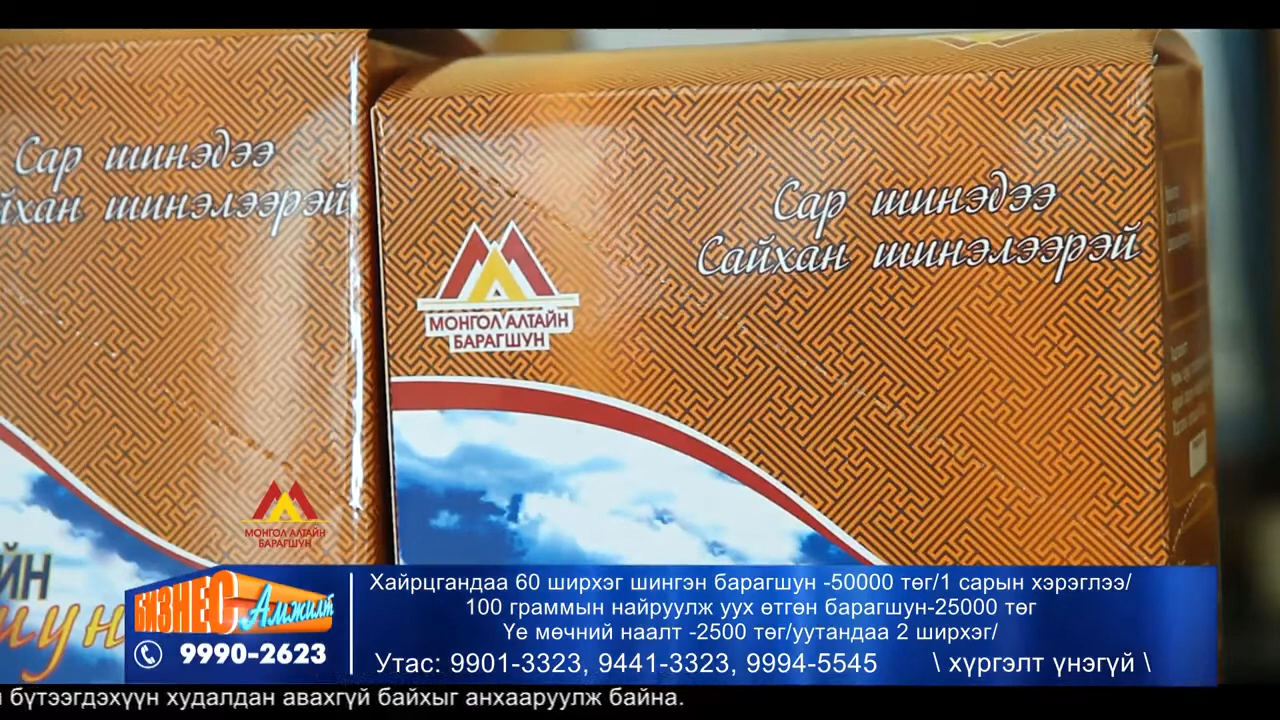 Сар шинэдээ
шинэлээрэй
Сар шинэдээ
Сайхан шинэлээрэй
МОНГОЛ АЛТАЙН
БАРАГШУН
МОНГОЛ АЛТАЙН
БАРАГШУН
БИЗНЕС Амжилт
9990-2623
Хайрцгандаа 60 ширхэг шингэн барагшун -50000 төг/1 сарын хэрэглээ/
100 граммын найруулж уух өтгөн барагшун-25000 төг
Үе мөчний наалт -2500 төг/уутандаа 2 ширхэг/
Утас: 9901-3323, 9441-3323, 9994-5545 \ хүргэлт үнэгүй \
бүтээгдэхүүн худалдан авахгүй байхыг анхааруулж байна.